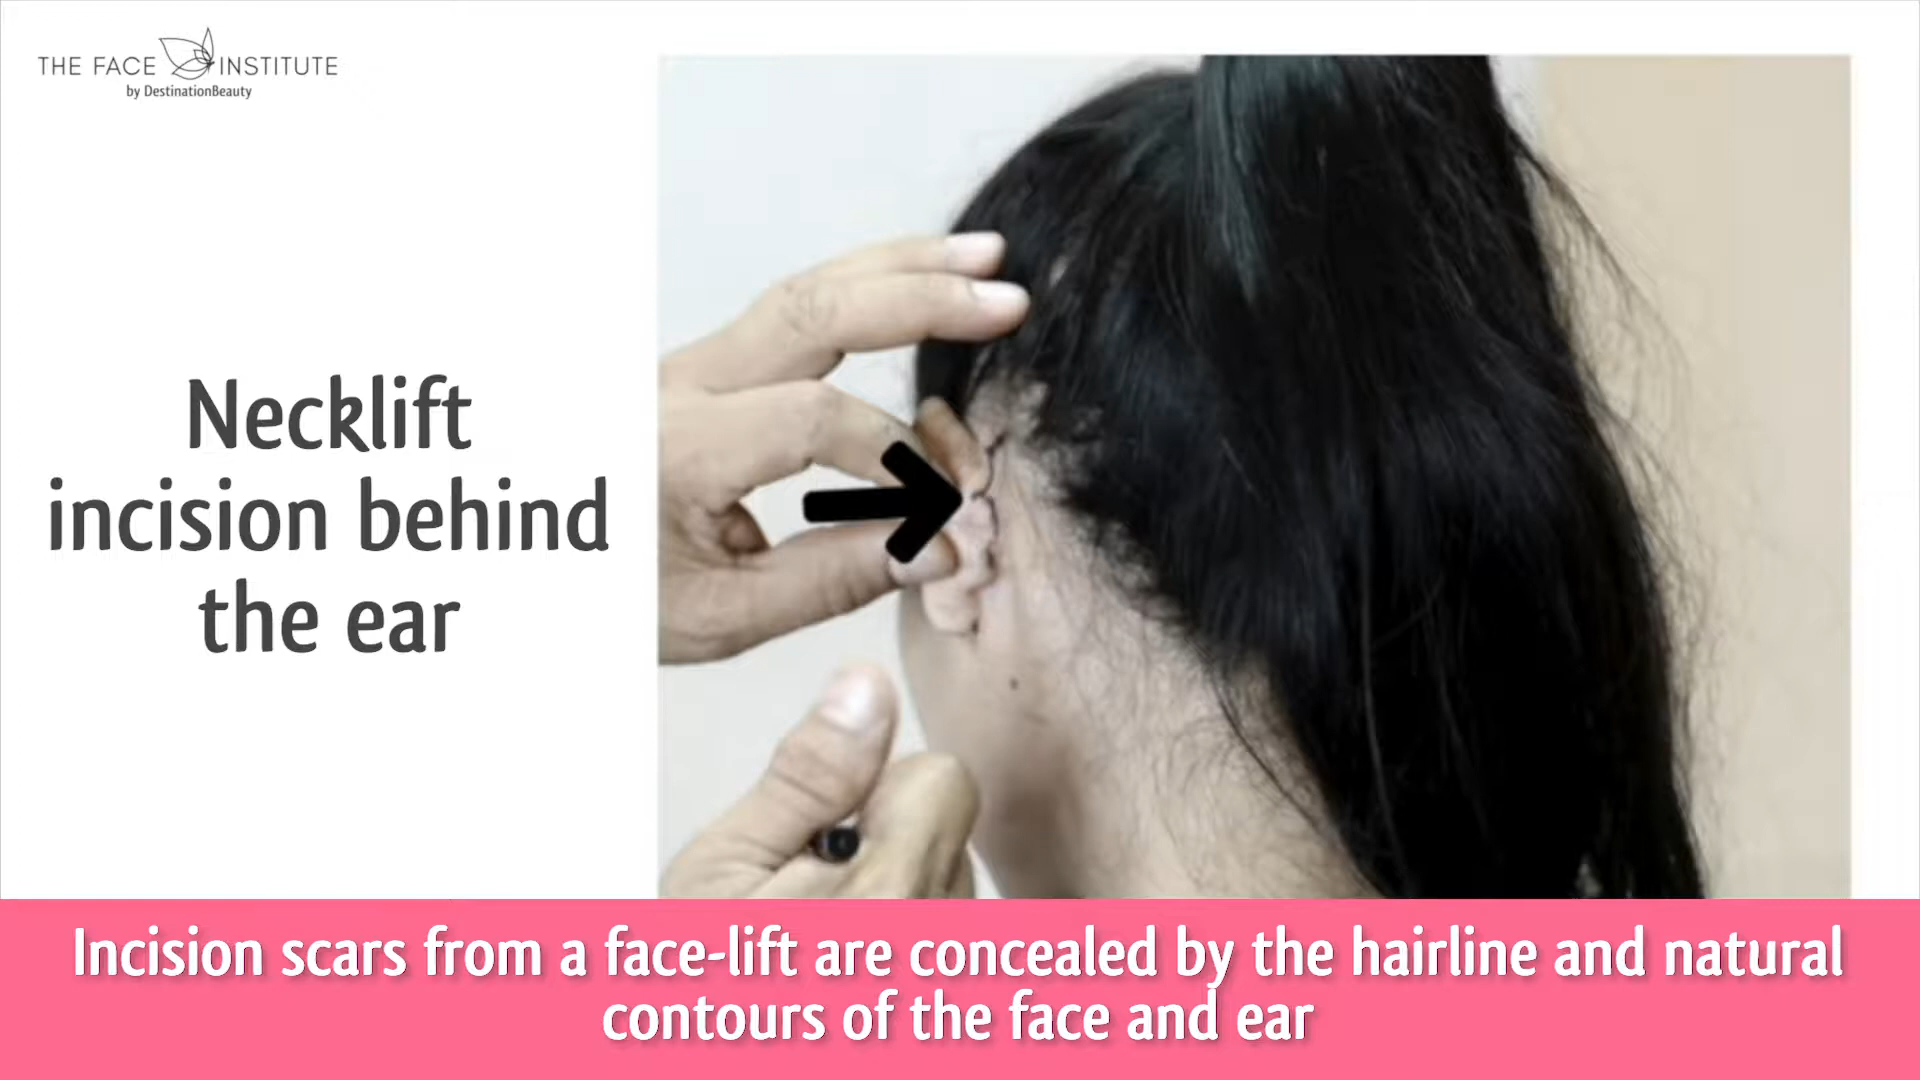 THE FACE INSTITUTE
by DestinationBeauty
Necklift
incision behind
the ear
Incision scars from a face-lift are concealed by the hairline and natural
contours of the face and ear